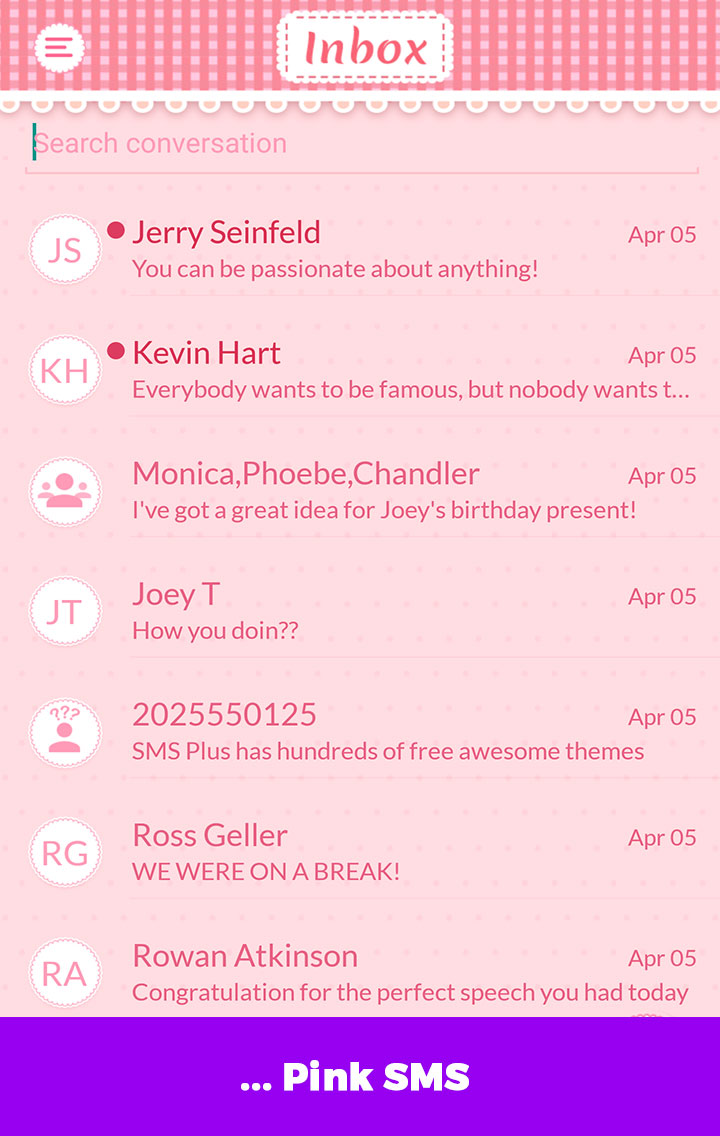 Inbox
Search conversation
JS
Jerry Seinfeld
Apr 05
You can be passionate about anything!
KH
Kevin Hart
Apr 05
Everybody wants to be famous, but nobody wants t...
Monica,Phoebe,Chandler
Apr 05
I've got a great idea for Joey's birthday present!
JT
Joey T
Apr 05
How you doin??
???
2025550125
Apr 05
SMS Plus has hundreds of free awesome themes
RG
Ross Geller
Apr 05
WE WERE ON A BREAK!
RA
Rowan Atkinson
Apr 05
Congratulation for the perfect speech you had today
... Pink SMS